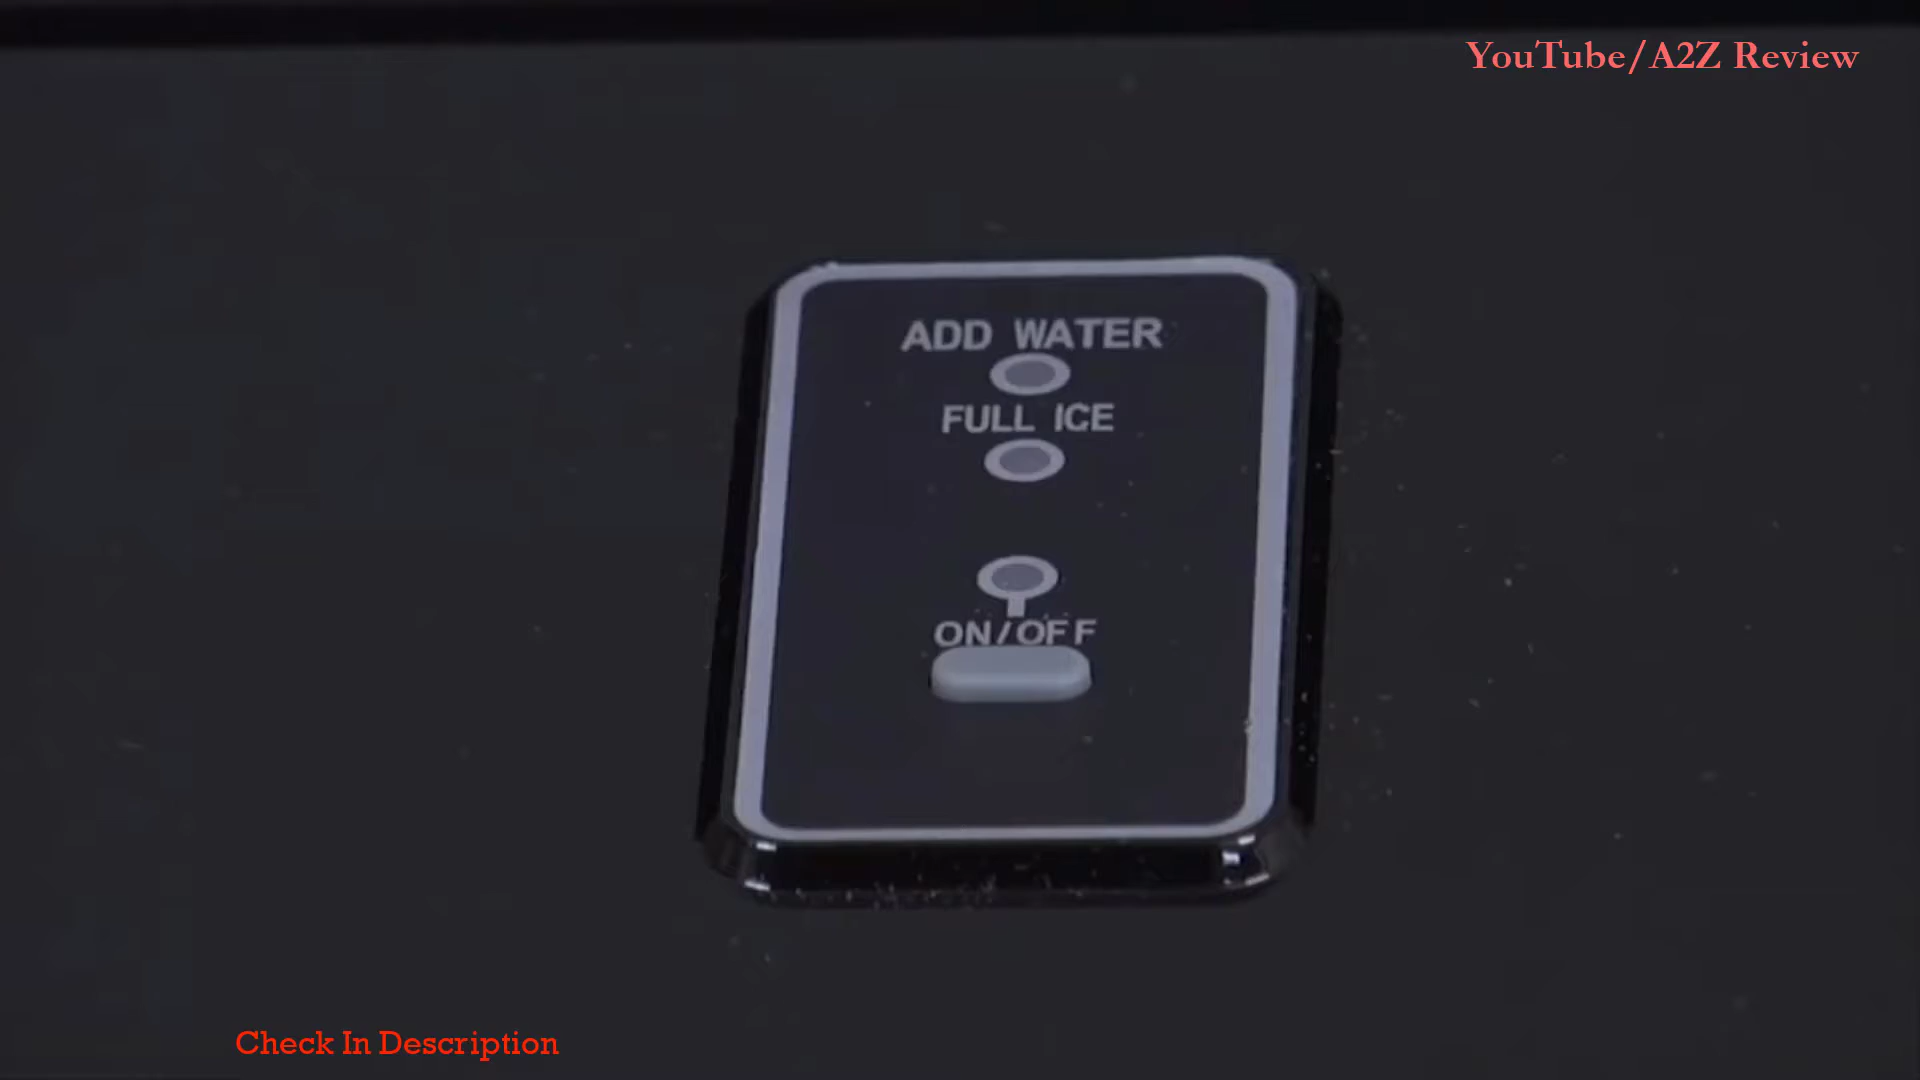 YouTube/A2Z Review
ADD WATER
FULL ICE
ON/OFF
Check In Description